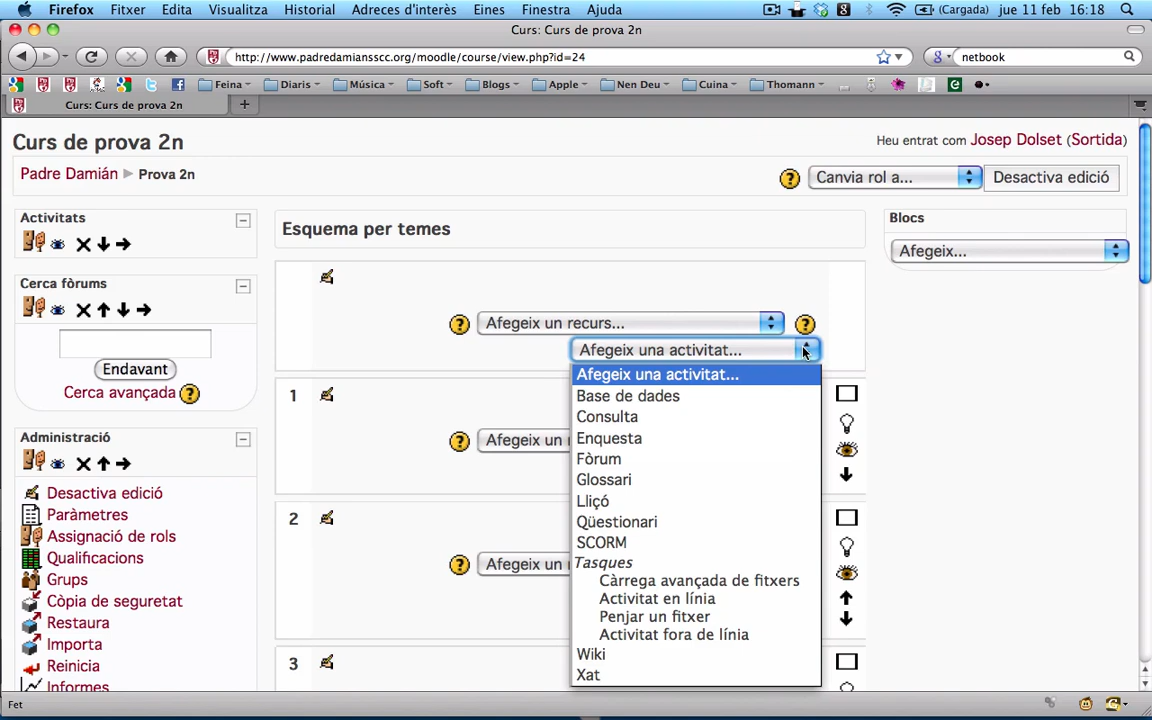 Firefox Fitxer Edita Visualitza Historial Adreces d'interès Eines Finestra Ajuda (Cargada) jue 11 feb 16:18
Curs: Curs de prova 2n
http://www.padredamiansscc.org/moodle/course/view.php?id=24
netbook
Feina Diaris Música Soft Blogs Apple Nen Deu Cuina Thomann
Curs: Curs de prova 2n
Curs de prova 2n
Heu entrat com Josep Dolset (Sortida)
Padre Damián ► Prova 2n
Canvia rol a...
Desactiva edició
Activitats
Esquema per temes
Blocs
Afegeix...
Cerca fòrums
Endavant
Cerca avançada
Afegeix un recurs...
Afegeix una activitat...
Afegeix una activitat...
Base de dades
Consulta
Enquesta
Fòrum
Glossari
Lliçó
Qüestionari
SCORM
Tasques
Càrrega avançada de fitxers
Activitat en línia
Penjar un fitxer
Activitat fora de línia
Wiki
Xat
1
Afegeix un
2
Afegeix un
3
Administració
Desactiva edició
Paràmetres
Assignació de rols
Qualificacions
Grups
Còpia de seguretat
Restaura
Importa
Reinicia
Informes
Fet